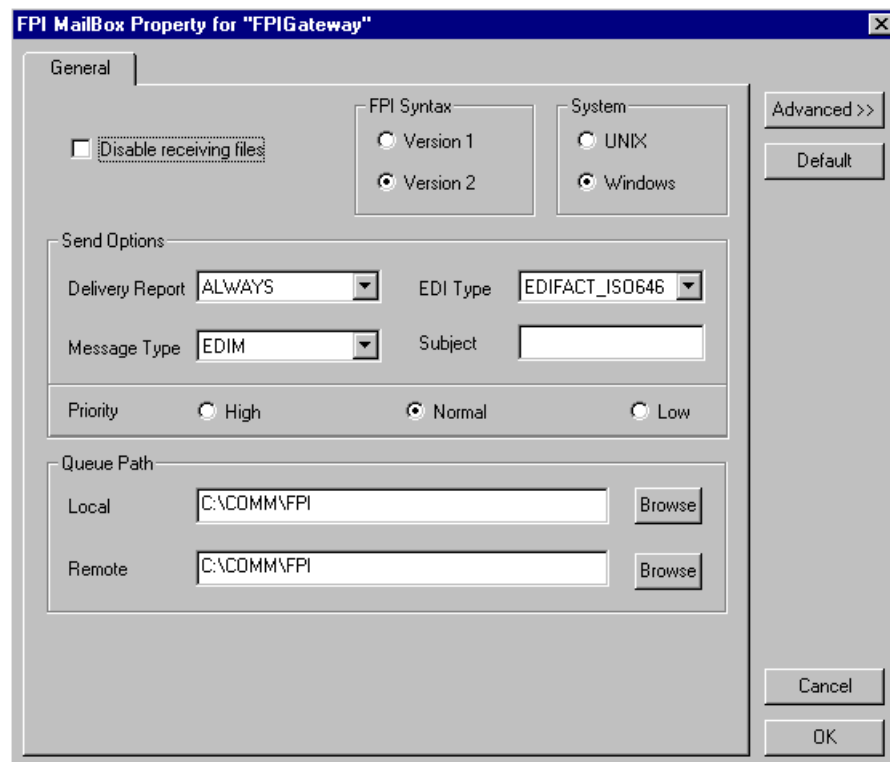 FPI MailBox Property for "FPIGateway"
General
Disable receiving files
FPI Syntax
Version 1
Version 2
System
UNIX
Windows
Advanced >>
Default
Send Options
Delivery Report ALWAYS EDI Type EDIFACT_ISO646
Message Type EDIM Subject
Priority High Normal Low
Queue Path
Local C:\COMM\FPI Browse
Remote C:\COMM\FPI Browse
Cancel
OK